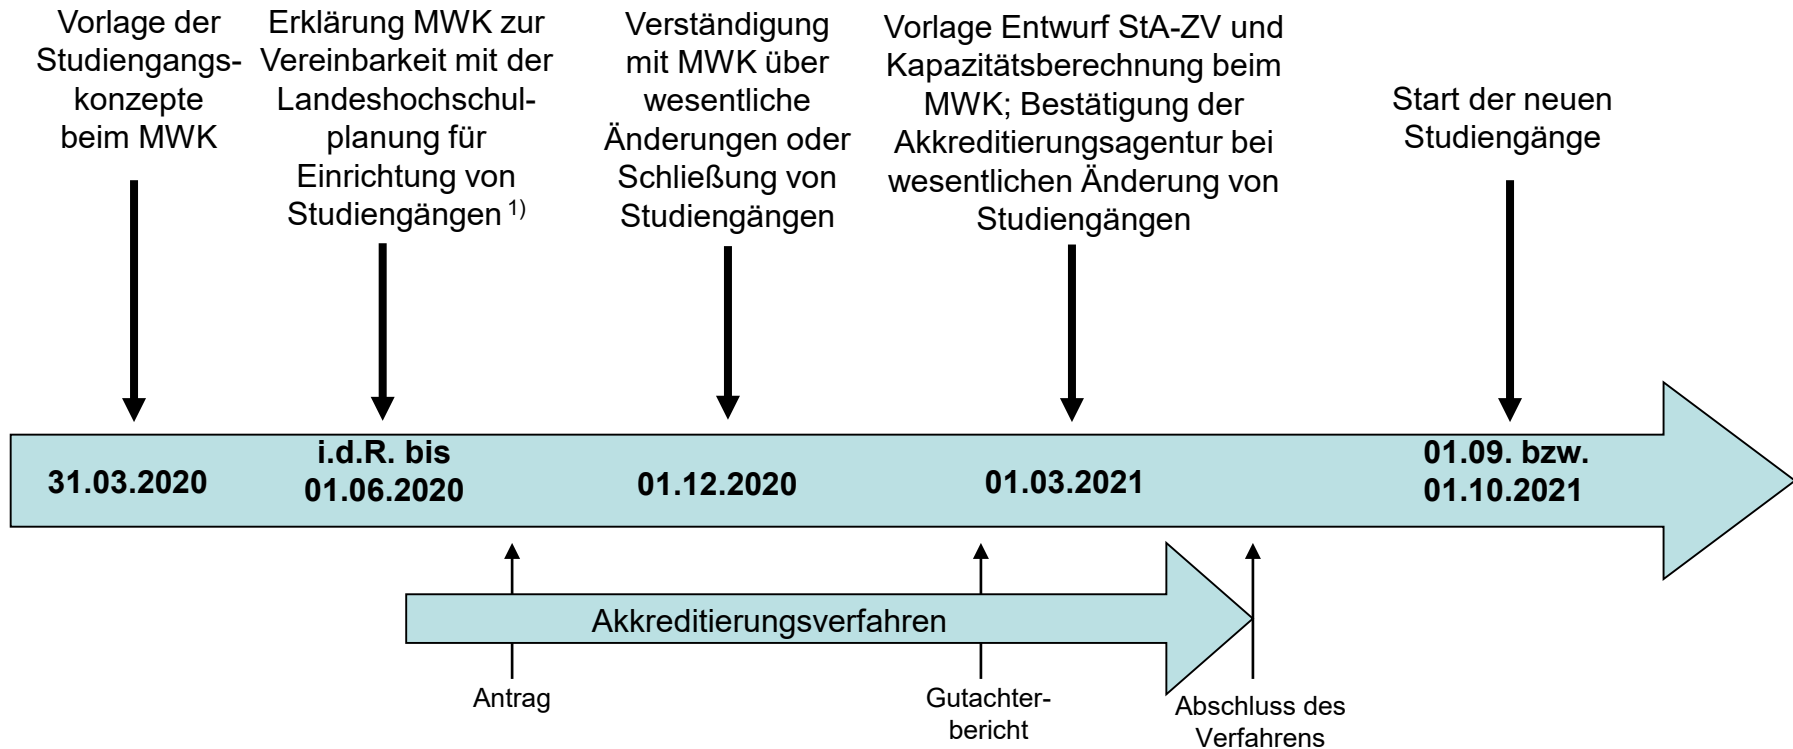 Vorlage der
Studiengangs-
konzepte
beim MWK
Erklärung MWK zur
Vereinbarkeit mit der
Landeshochschul-
planung für
Einrichtung von
Studiengängen 1)
Verständigung
mit MWK über
wesentliche
Änderungen oder
Schließung von
Studiengängen
Vorlage Entwurf StA-ZV und
Kapazitätsberechnung beim
MWK; Bestätigung der
Akkreditierungsagentur bei
wesentlichen Änderung von
Studiengängen
Start der neuen
Studiengänge
31.03.2020
i.d.R. bis
01.06.2020
01.12.2020
01.03.2021
01.09. bzw.
01.10.2021
Akkreditierungsverfahren
Antrag
Gutachter-
bericht
Abschluss des
Verfahrens